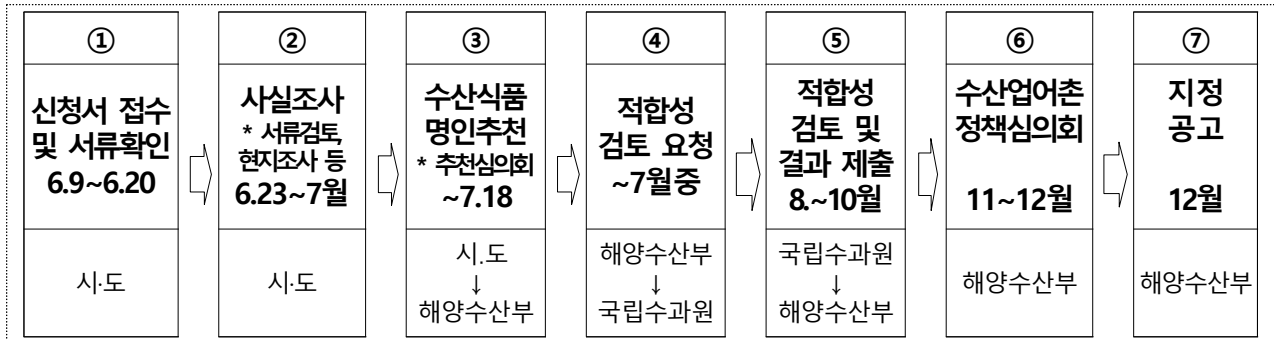 ①
신청서 접수
및 서류확인
6.9~6.20
시·도
②
사실조사
* 서류검토,
현지조사 등
6.23~7월
시·도
③
수산식품
명인추천
* 추천심의회
~7.18
시.도
↓
해양수산부
④
적합성
검토 요청
~7월중
해양수산부
↓
국립수과원
⑤
적합성
검토 및
결과 제출
8.~10월
국립수과원
↓
해양수산부
⑥
수산업어촌
정책심의회
11~12월
해양수산부
⑦
지정
공고
12월
해양수산부